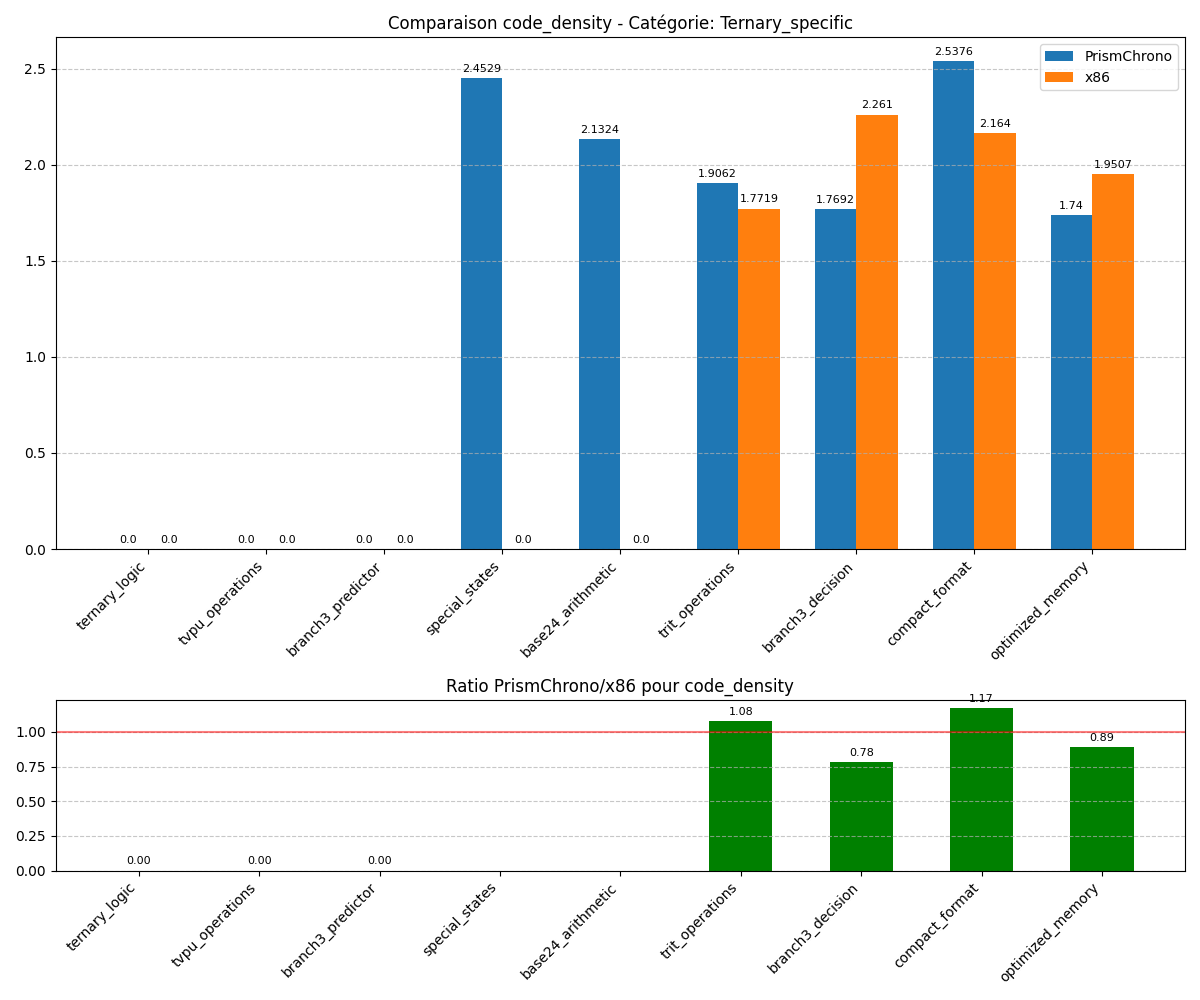 Comparaison code_density - Catégorie: Ternary_specific
PrismChrono
x86
2.5
2.0
1.5
1.0
0.5
0.0
0.0 0.0 0.0 0.0 0.0 0.0 2.4529 0.0 2.1324 0.0 1.9062 1.7719 1.7692 2.261 2.5376 2.164 1.74 1.9507
ternary_logic
tvpu_operations
branch3_predictor
special_states
base24_arithmetic
trit_operations
branch3_decision
compact_format
optimized_memory
Ratio PrismChrono/x86 pour code_density
1.00
0.75
0.50
0.25
0.00
0.00 0.00 0.00 1.08 0.78 1.17 0.89
ternary_logic
tvpu_operations
branch3_predictor
special_states
base24_arithmetic
trit_operations
branch3_decision
compact_format
optimized_memory